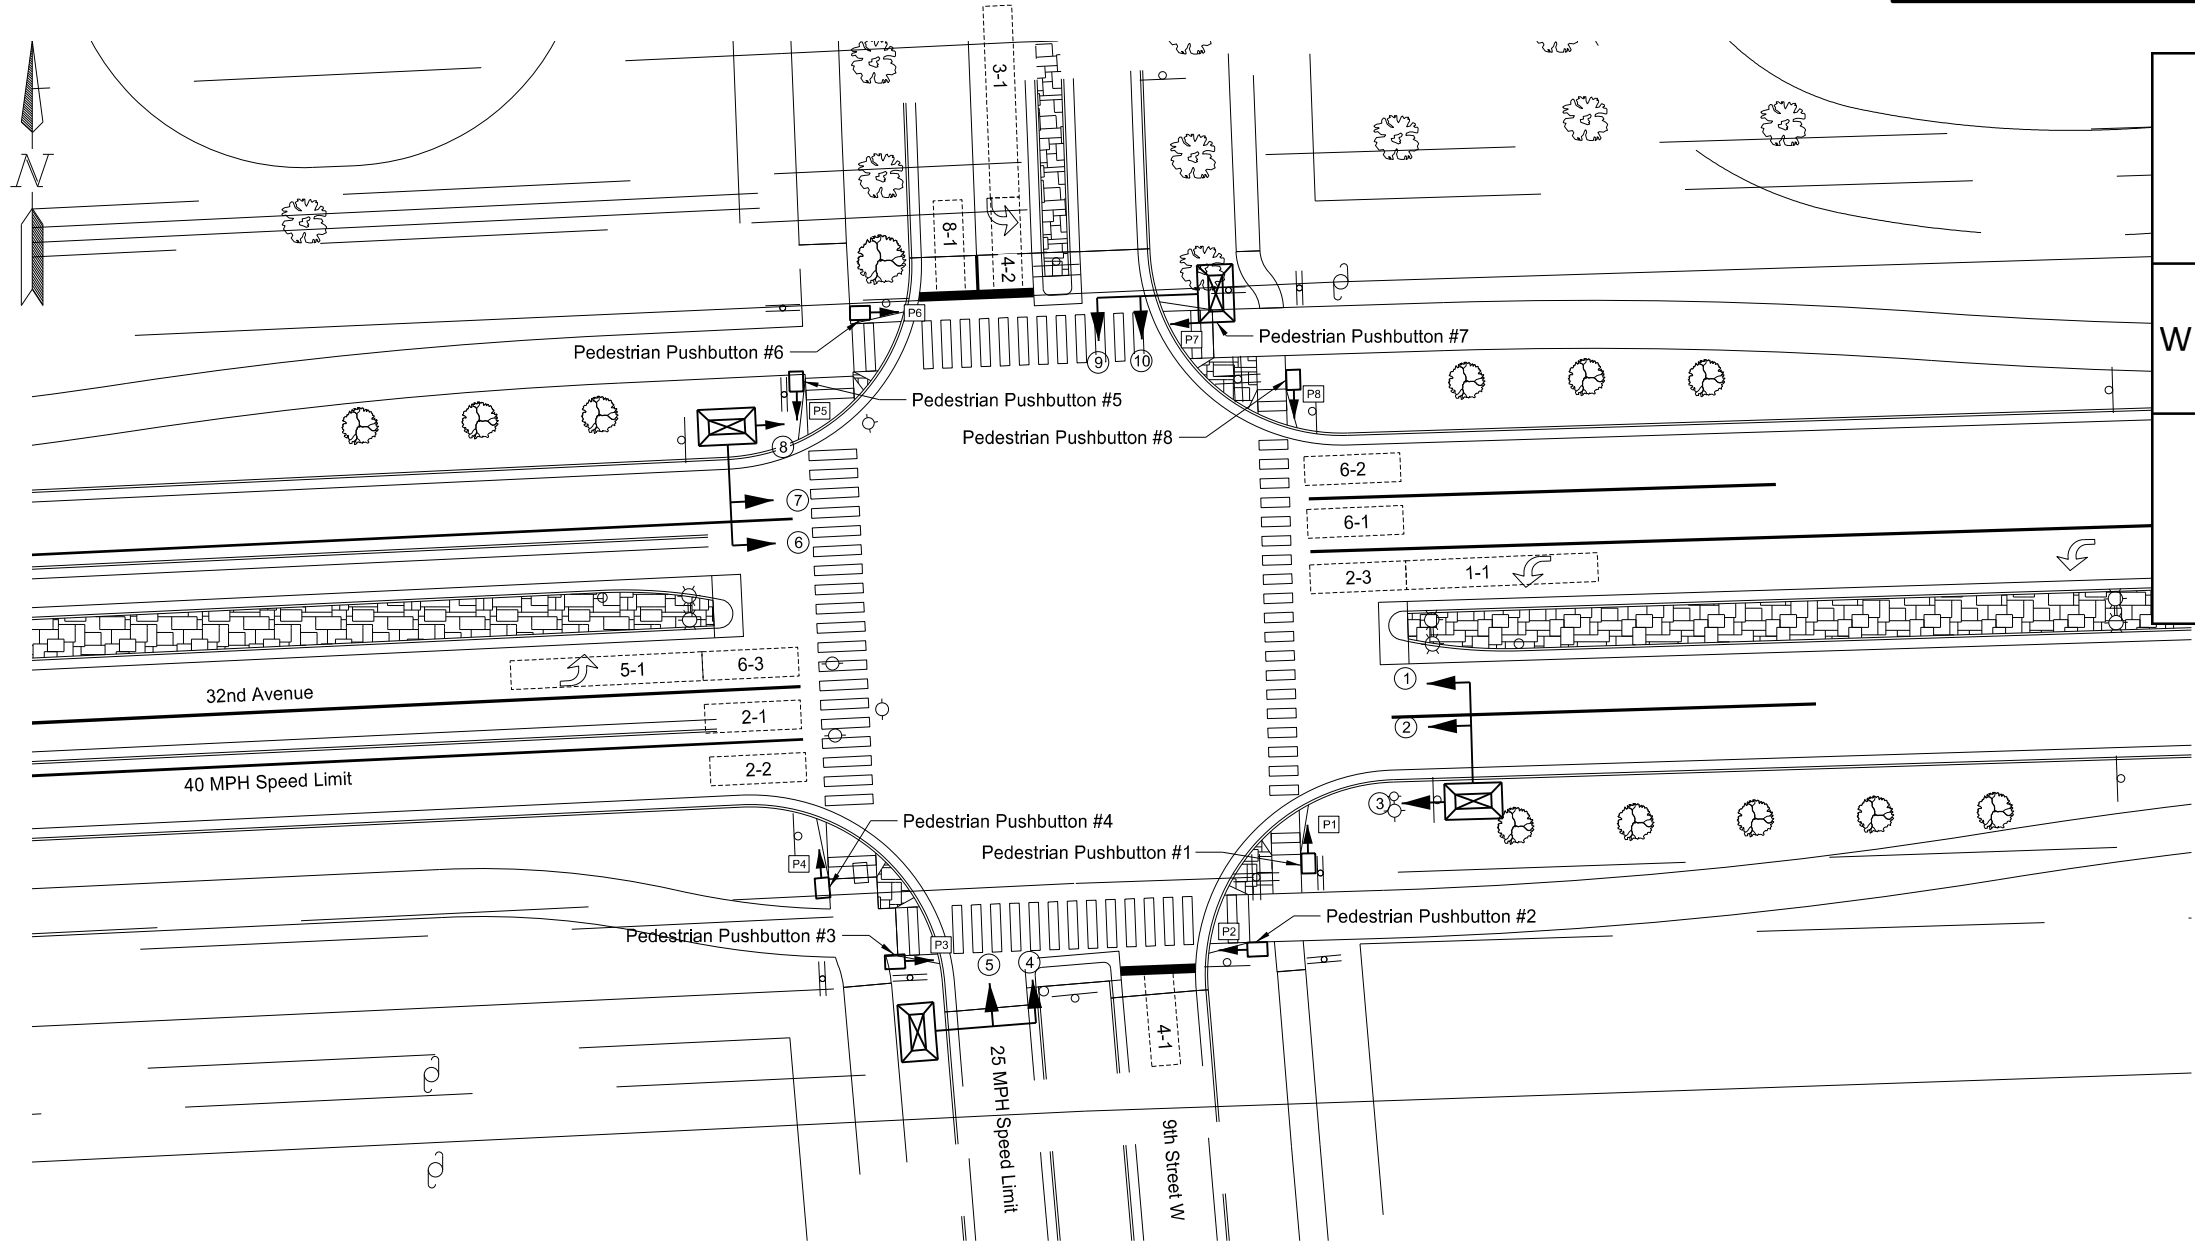 3-1
N
8-1
4-2
P6
Pedestrian Pushbutton #6
9
10
P7
Pedestrian Pushbutton #7
Pedestrian Pushbutton #5
P5
P8
Pedestrian Pushbutton #8
8
7
6
6-2
6-1
2-3
1-1
W
5-1
6-3
32nd Avenue
2-1
40 MPH Speed Limit
2-2
1
2
3
Pedestrian Pushbutton #4
P4
Pedestrian Pushbutton #1
P1
Pedestrian Pushbutton #2
P2
Pedestrian Pushbutton #3
P3
5
4
4-1
25 MPH Speed Limit
9th Street W